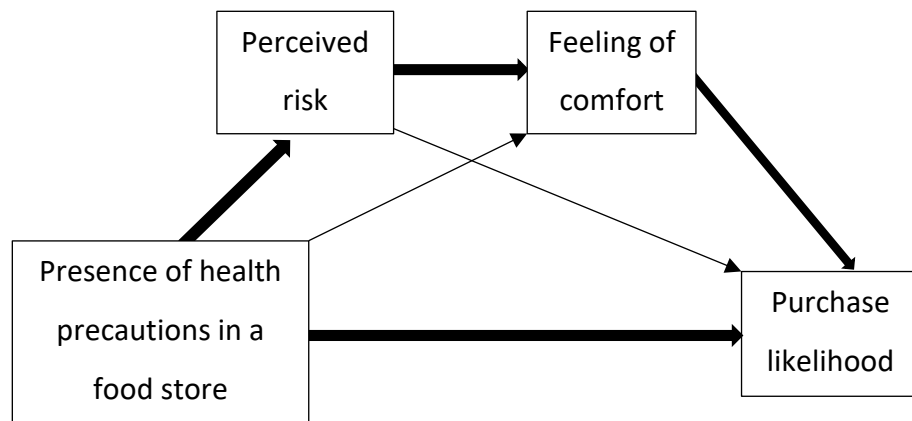 Perceived
risk
Feeling of
comfort
Presence of health
precautions in a
food store
Purchase
likelihood